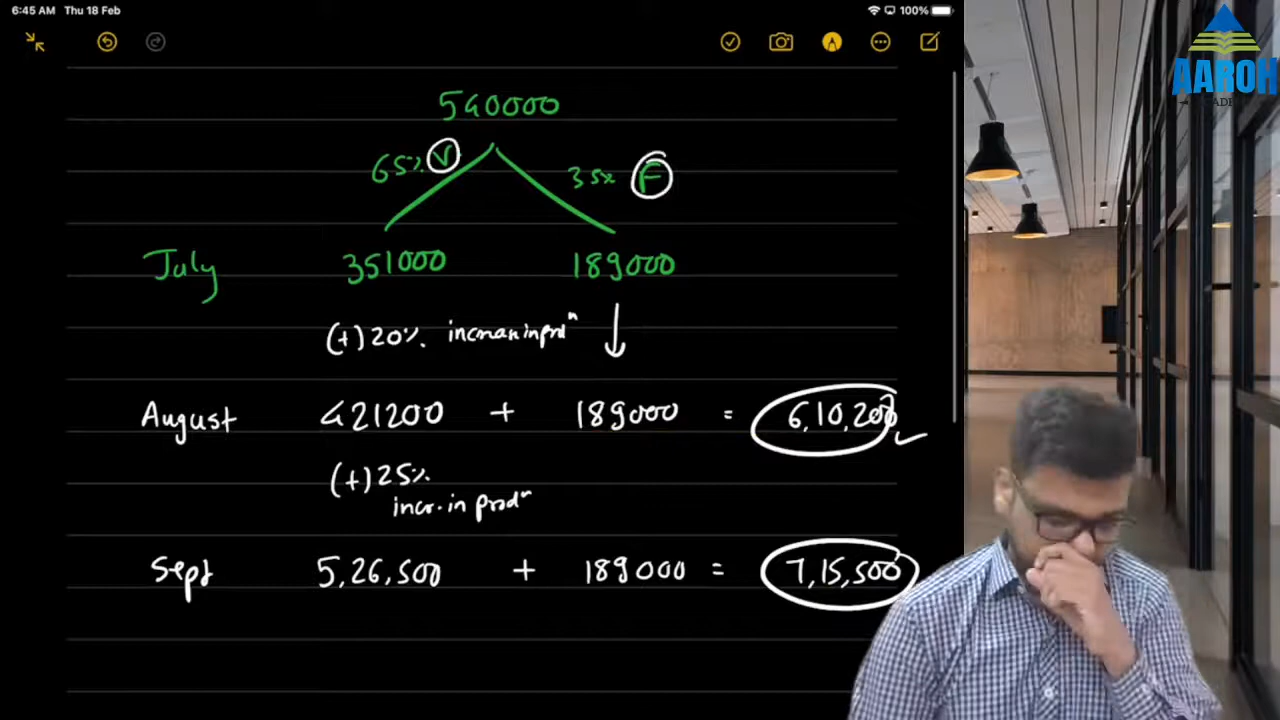 6:45 AM Thu 18 Feb 100%
AAROH
540000
65% V 35% F
July 351000 189000
(+) 20% increase in prodⁿ
August 421200 + 189000 = 6,10,200
(+) 25%
incr. in prodⁿ
Sept 5,26,500 + 189000 = 7,15,500